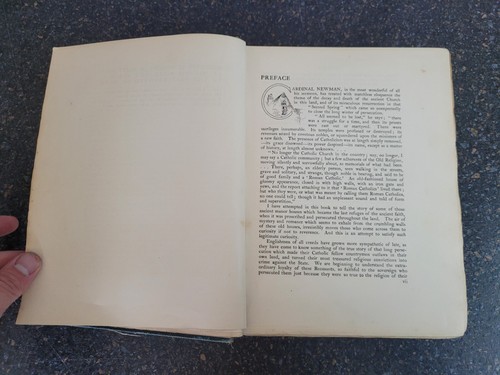 PREFACE
CARDINAL NEWMAN, in the most wonderful of all
his sermons, has treated with matchless eloquence the
theme of the decay and death of the ancient Church
in this land, and of its miraculous resurrection in that
"Second Spring" which came so unexpectedly
to close the long winter of persecution.
"All seemed to be lost," he says; "there
was a struggle for a time, and then its priests
were cast out or martyred. There were
sacrileges innumerable. Its temples were profaned or destroyed; its
revenues seized by covetous nobles, or squandered upon the ministers of
a new faith. The presence of Catholicism was at length simply removed,
—its grace disowned,—its power despised—its name, except as a matter
of history, at length almost unknown.
"No longer the Catholic Church in the country; nay, no longer, I
may say a Catholic community; but a few adherents of the Old Religion,
moving silently and sorrowfully about, as memorials of what had been.
There, perhaps, an elderly person, seen walking in the streets,
grave and solitary, and strange, though noble in bearing, and said to be
of good family and a 'Roman Catholic.' An old-fashioned house of
gloomy appearance, closed in with high walls, with an iron gate and
yews, and the report attaching to it that 'Roman Catholics' lived there;
but who they were, or what was meant by calling them Roman Catholics,
no one could tell; though it had an unpleasant sound and told of form
and superstition."
I have attempted in this book to tell the story of some of those
ancient manor houses which became the last refuges of the ancient faith,
when it was proscribed and persecuted throughout the land. The air of
mystery and romance which seems to exhale from the crumbling walls
of these old houses, irresistibly arouses those who come across them to
curiosity if not to reverence. And this is an attempt to satisfy such
legitimate curiosity.
Englishmen of all creeds have grown more sympathetic of late, as
they have come to know something of the true story of that long perse-
cution which made their Catholic fellow countrymen outlaws in their
own land, and turned their most treasured religious convictions into
crime against the State. We are beginning to understand the extra-
ordinary loyalty of these Recusants, as faithful to the sovereign who
persecuted them just because they were so true to the religion of their